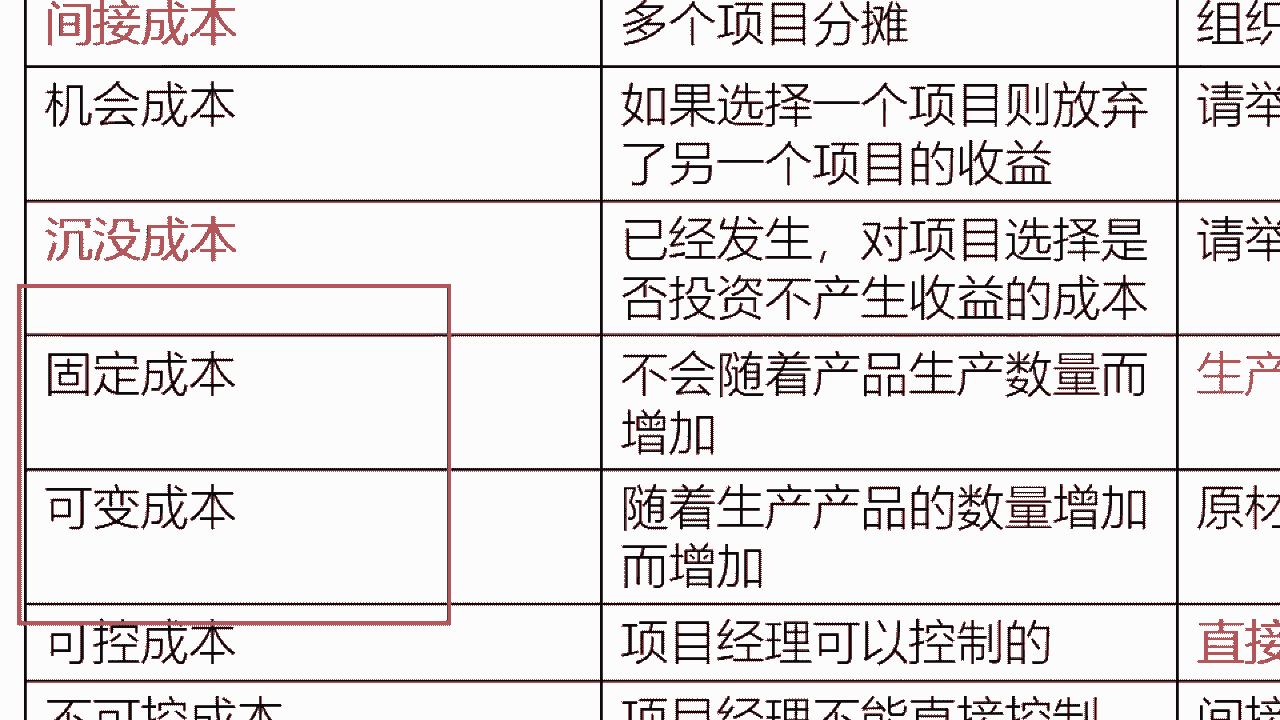 间接成本 多个项目分摊 组织
机会成本 如果选择一个项目则放弃 请举
了另一个项目的收益
沉没成本 已经发生，对项目选择是 请举
否投资不产生收益的成本
固定成本 不会随着产品生产数量而 生产
增加
可变成本 随着生产产品的数量增加 原材
而增加
可控成本 项目经理可以控制的 直接
不可控成本 项目经理不能直接控制 间接